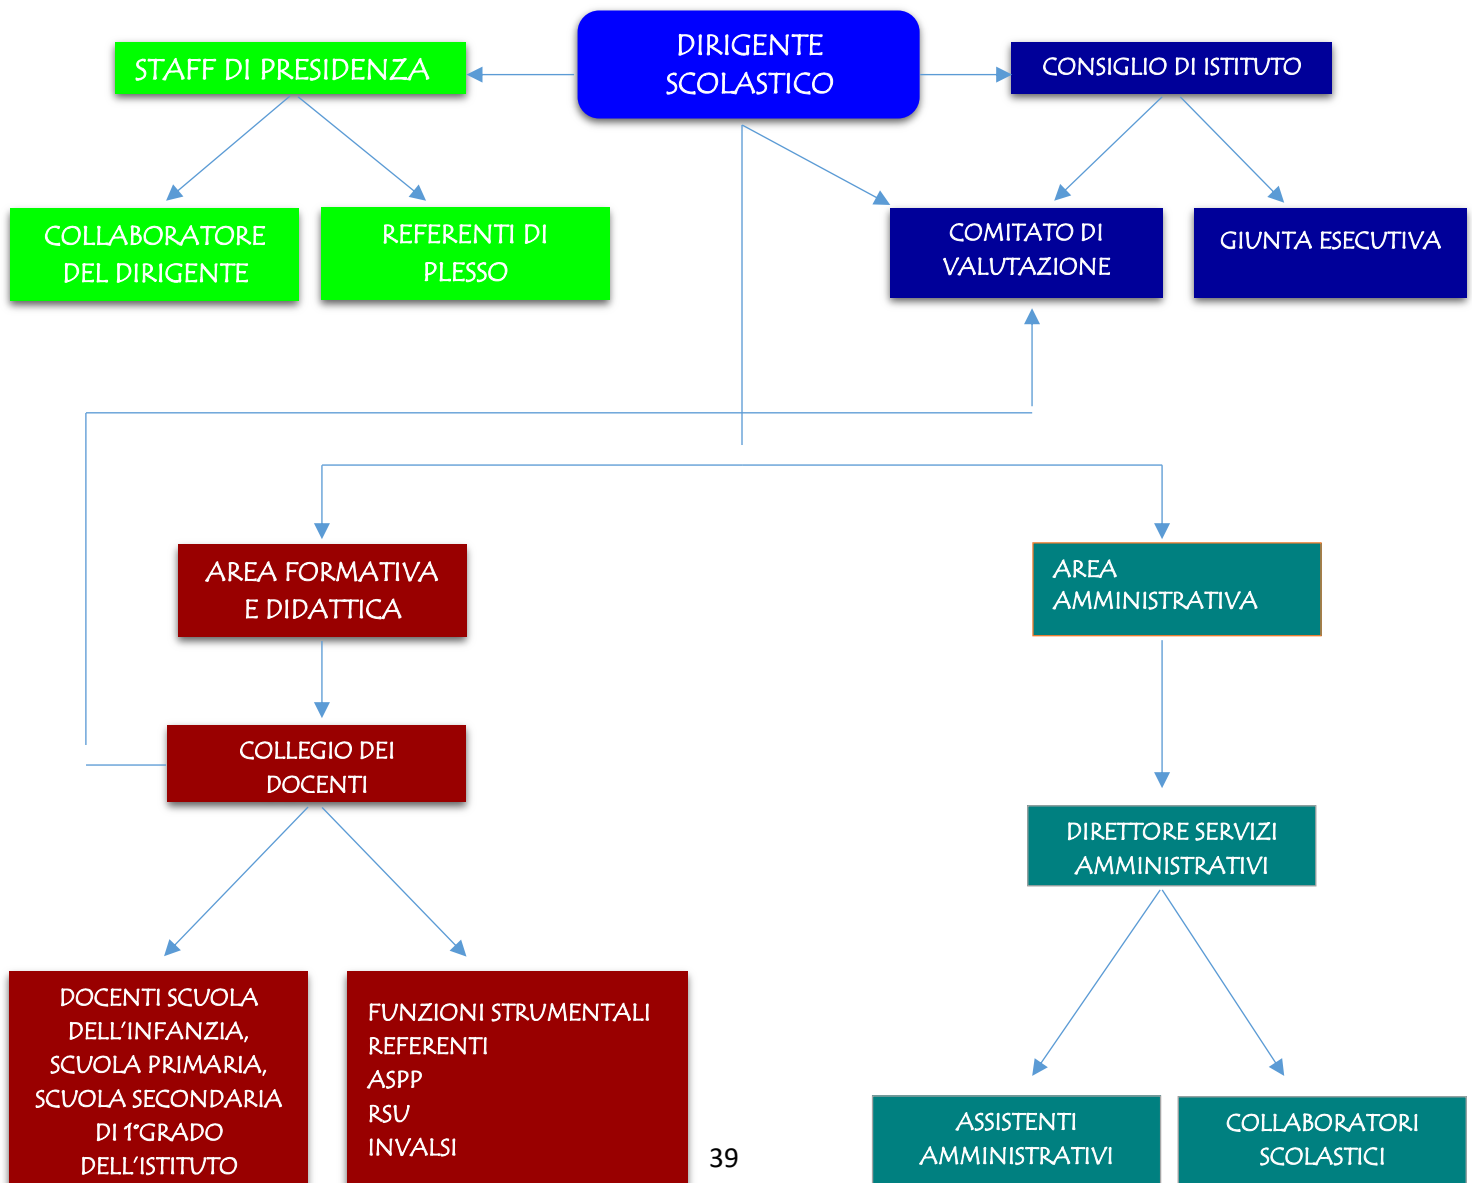 DIRIGENTE
SCOLASTICO
STAFF DI PRESIDENZA
CONSIGLIO DI ISTITUTO
COLLABORATORE
DEL DIRIGENTE
REFERENTI DI
PLESSO
COMITATO DI
VALUTAZIONE
GIUNTA ESECUTIVA
AREA FORMATIVA
E DIDATTICA
AREA
AMMINISTRATIVA
COLLEGIO DEI
DOCENTI
DIRETTORE SERVIZI
AMMINISTRATIVI
DOCENTI SCUOLA
DELL'INFANZIA,
SCUOLA PRIMARIA,
SCUOLA SECONDARIA
DI 1°GRADO
DELL'ISTITUTO
FUNZIONI STRUMENTALI
REFERENTI
ASPP
RSU
INVALSI
ASSISTENTI
AMMINISTRATIVI
COLLABORATORI
SCOLASTICI
39